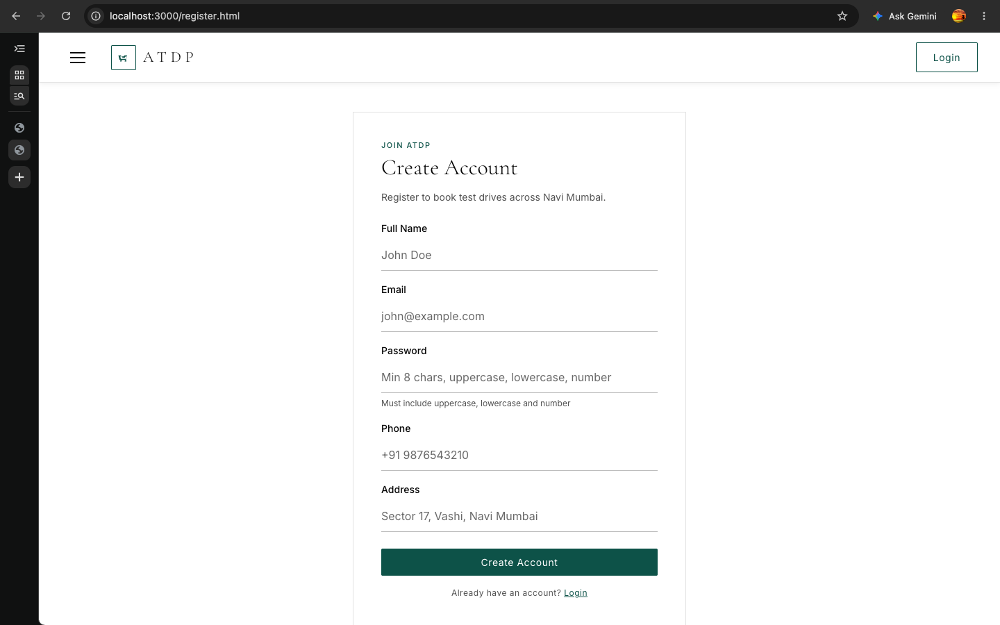 localhost:3000/register.html
Ask Gemini
ATDP
Login
JOIN ATDP
Create Account
Register to book test drives across Navi Mumbai.
Full Name
John Doe
Email
john@example.com
Password
Min 8 chars, uppercase, lowercase, number
Must include uppercase, lowercase and number
Phone
+91 9876543210
Address
Sector 17, Vashi, Navi Mumbai
Create Account
Already have an account? Login